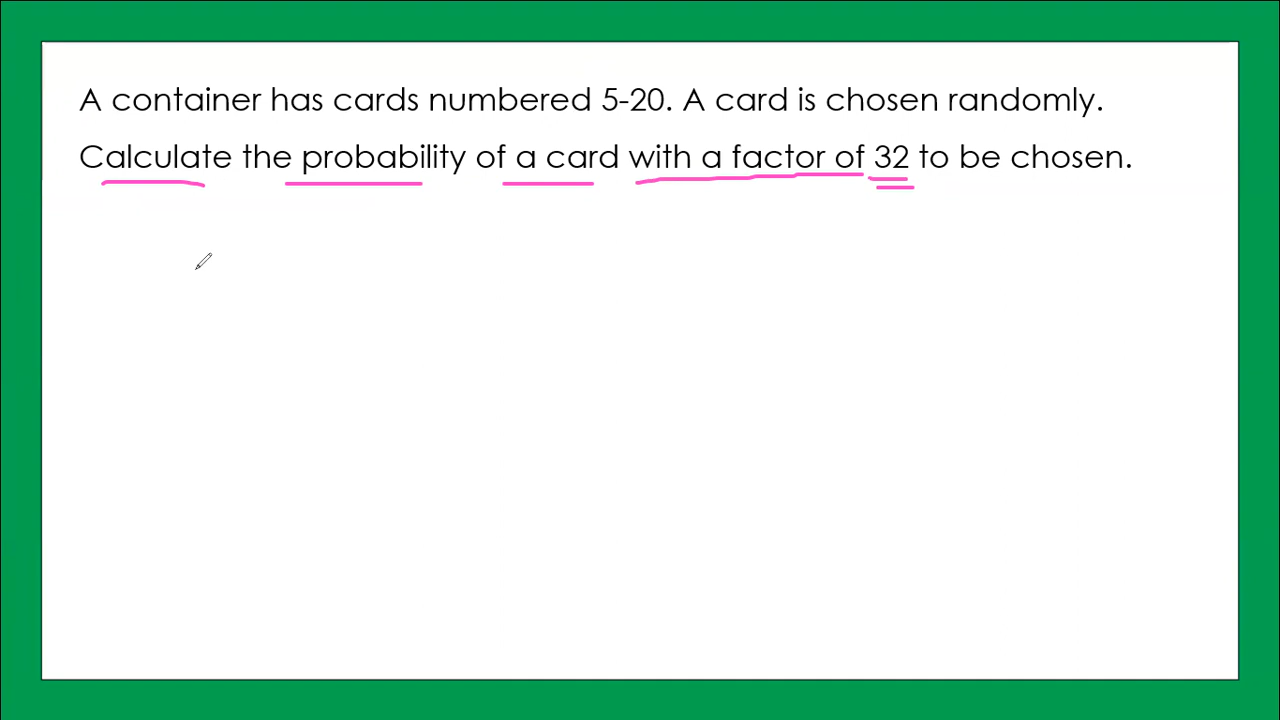 A container has cards numbered 5-20. A card is chosen randomly.
Calculate the probability of a card with a factor of 32 to be chosen.